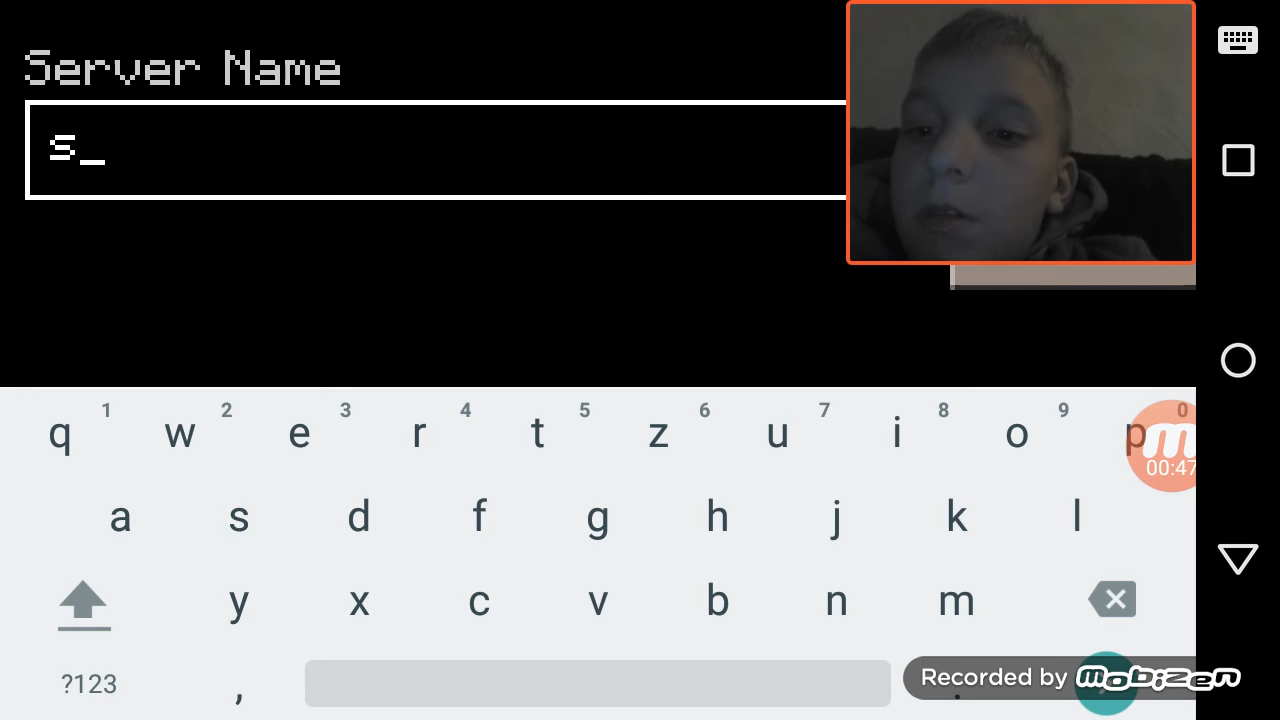 Server Name
s_
1 2 3 4 5 6 7 8 9 0
q w e r t z u i o p
00:47
a s d f g h j k l
y x c v b n m
?123 , .
Recorded by mobizen